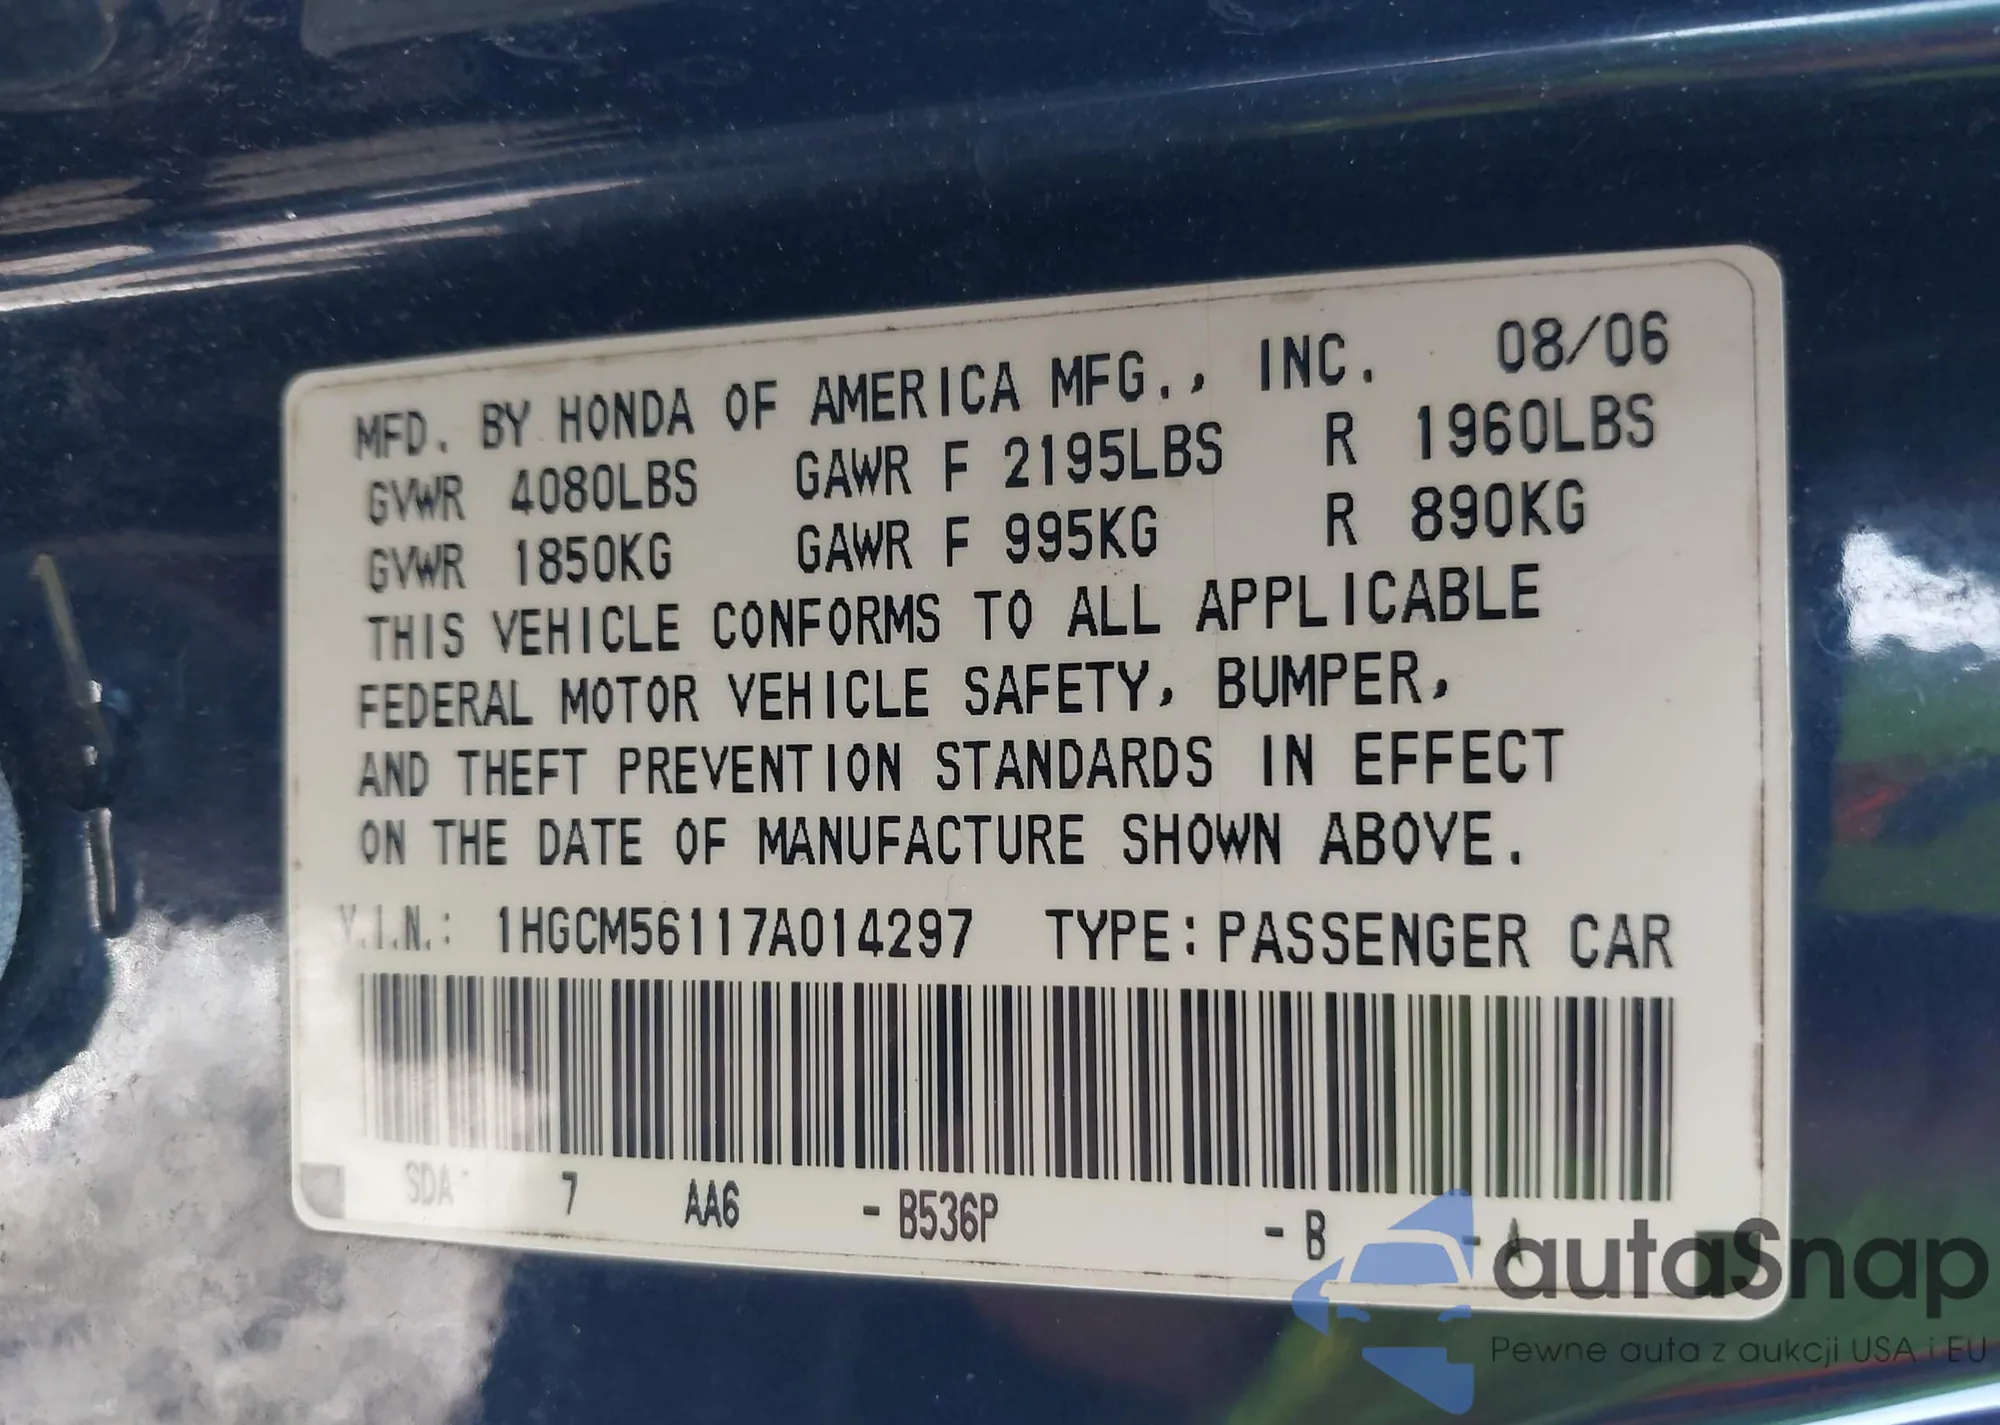 MFD. BY HONDA OF AMERICA MFG., INC. 08/06
GVWR 4080LBS GAWR F 2195LBS R 1960LBS
GVWR 1850KG GAWR F 995KG R 890KG
THIS VEHICLE CONFORMS TO ALL APPLICABLE
FEDERAL MOTOR VEHICLE SAFETY, BUMPER,
AND THEFT PREVENTION STANDARDS IN EFFECT
ON THE DATE OF MANUFACTURE SHOWN ABOVE.
V.I.N.: 1HGCM56117A014297 TYPE: PASSENGER CAR
SDA- 7 AA6 - B536P - B - A
autaSnap
Pewne auta z aukcji USA i EU